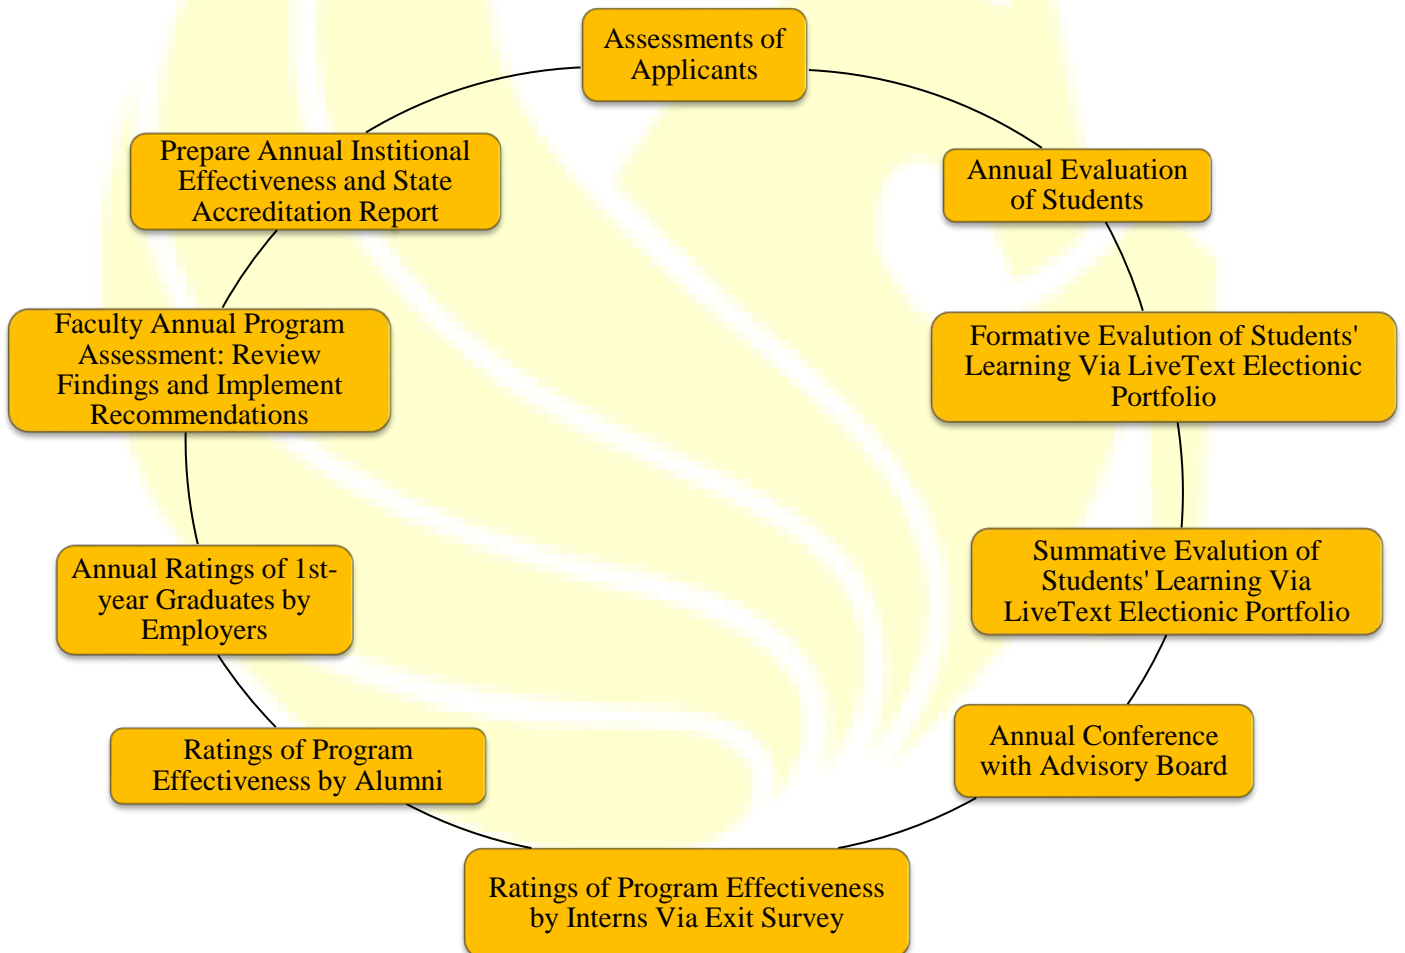 Assessments of
Applicants
Annual Evaluation
of Students
Formative Evalution of Students'
Learning Via LiveText Electionic
Portfolio
Summative Evalution of
Students' Learning Via
LiveText Electionic Portfolio
Annual Conference
with Advisory Board
Ratings of Program Effectiveness
by Interns Via Exit Survey
Ratings of Program
Effectiveness by Alumni
Annual Ratings of 1st-
year Graduates by
Employers
Faculty Annual Program
Assessment: Review
Findings and Implement
Recommendations
Prepare Annual Institional
Effectiveness and State
Accreditation Report